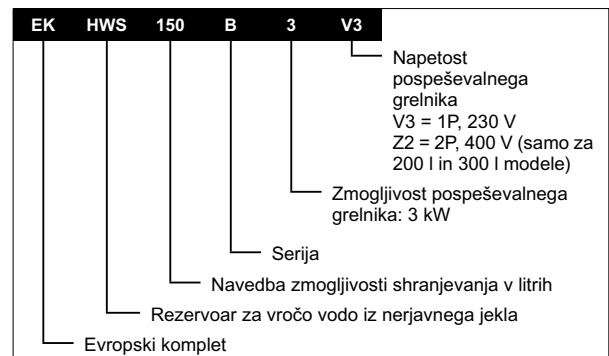 EK HWS 150 B 3 V3
Napetost
pospeševalnega
grelnika
V3 = 1P, 230 V
Z2 = 2P, 400 V (samo za
200 l in 300 l modele)
Zmogljivost pospeševalnega
grelnika: 3 kW
Serija
Navedba zmogljivosti shranjevanja v litrih
Rezervoar za vročo vodo iz nerjavnega jekla
Evropski komplet